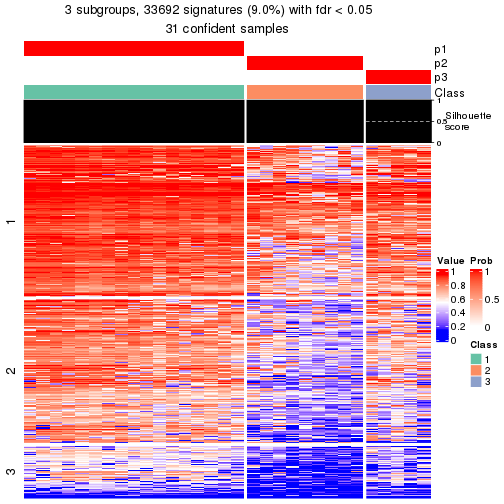 3 subgroups, 33692 signatures (9.0%) with fdr < 0.05
31 confident samples
p1
p2
p3
Class
1
0.5
0
Silhouette
score
1
2
3
Value
1
0.8
0.6
0.4
0.2
0
Prob
1
0.5
0
Class
1
2
3